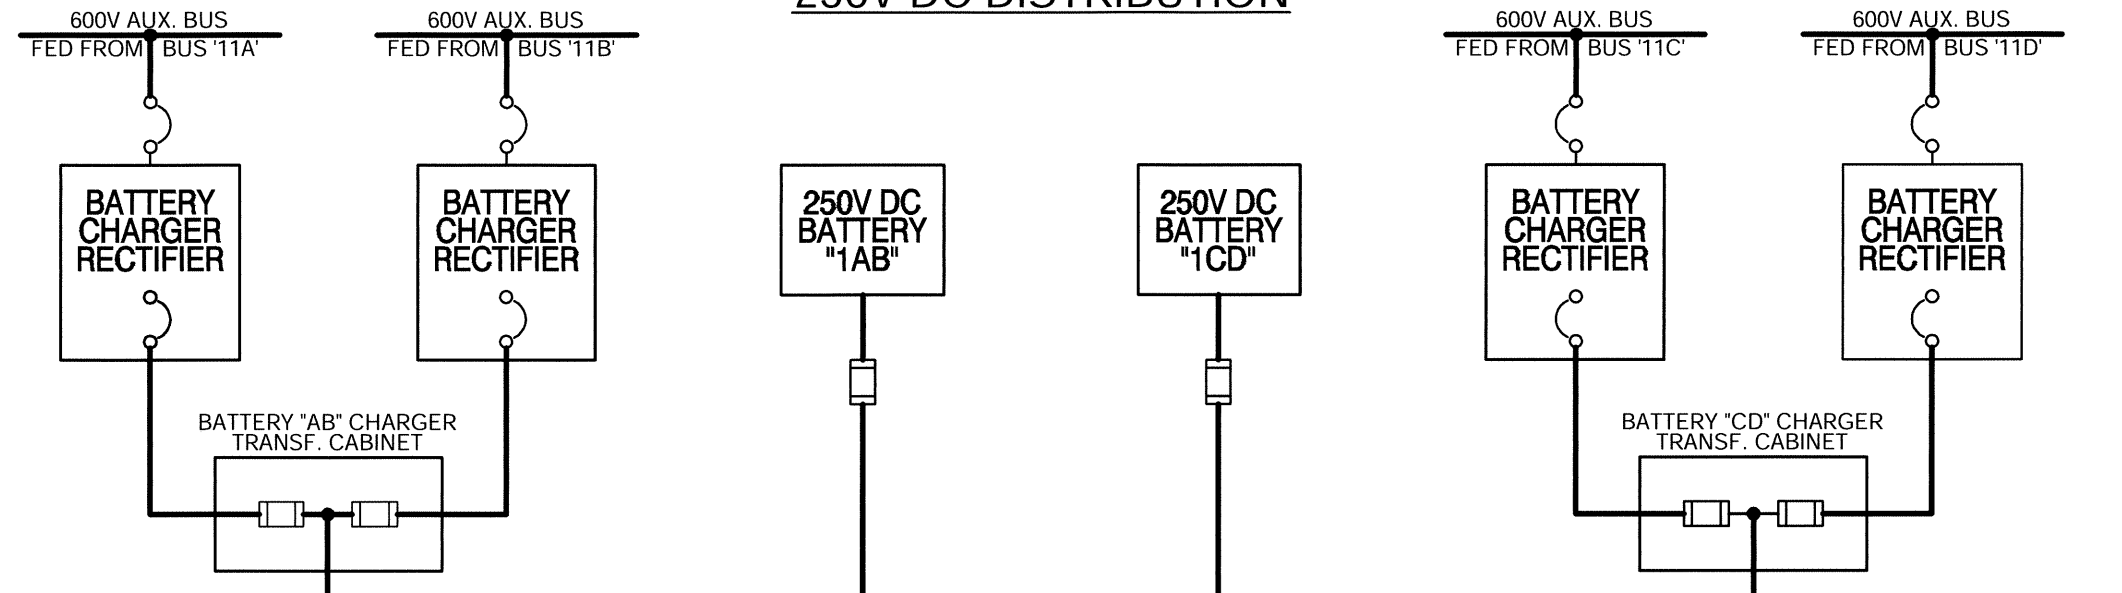 250V DC DISTRIBUTION
600V AUX. BUS
FED FROM BUS '11A'
600V AUX. BUS
FED FROM BUS '11B'
600V AUX. BUS
FED FROM BUS '11C'
600V AUX. BUS
FED FROM BUS '11D'
BATTERY
CHARGER
RECTIFIER
BATTERY
CHARGER
RECTIFIER
250V DC
BATTERY
"1AB"
250V DC
BATTERY
"1CD"
BATTERY
CHARGER
RECTIFIER
BATTERY
CHARGER
RECTIFIER
BATTERY "AB" CHARGER
TRANSF. CABINET
BATTERY "CD" CHARGER
TRANSF. CABINET